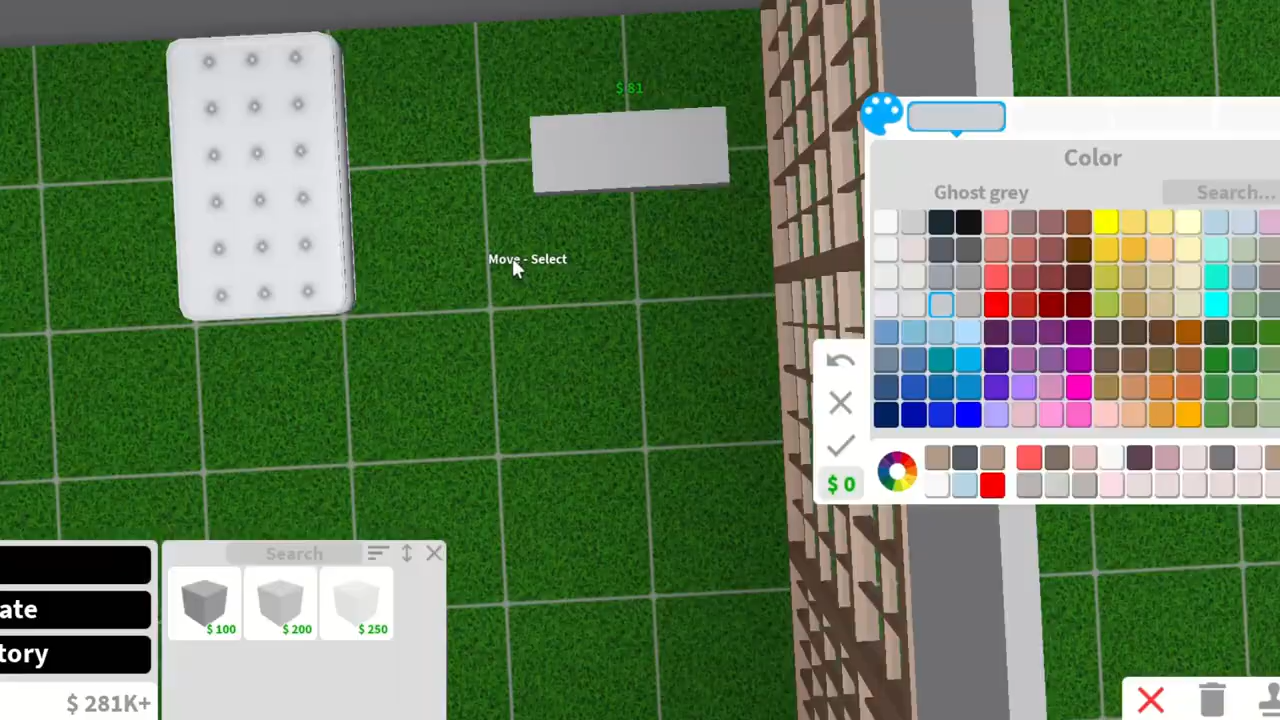 $ 81
Color
Ghost grey
Search...
Move - Select
$ 0
Search
$ 100
$ 200
$ 250
ate
tory
$ 281K+